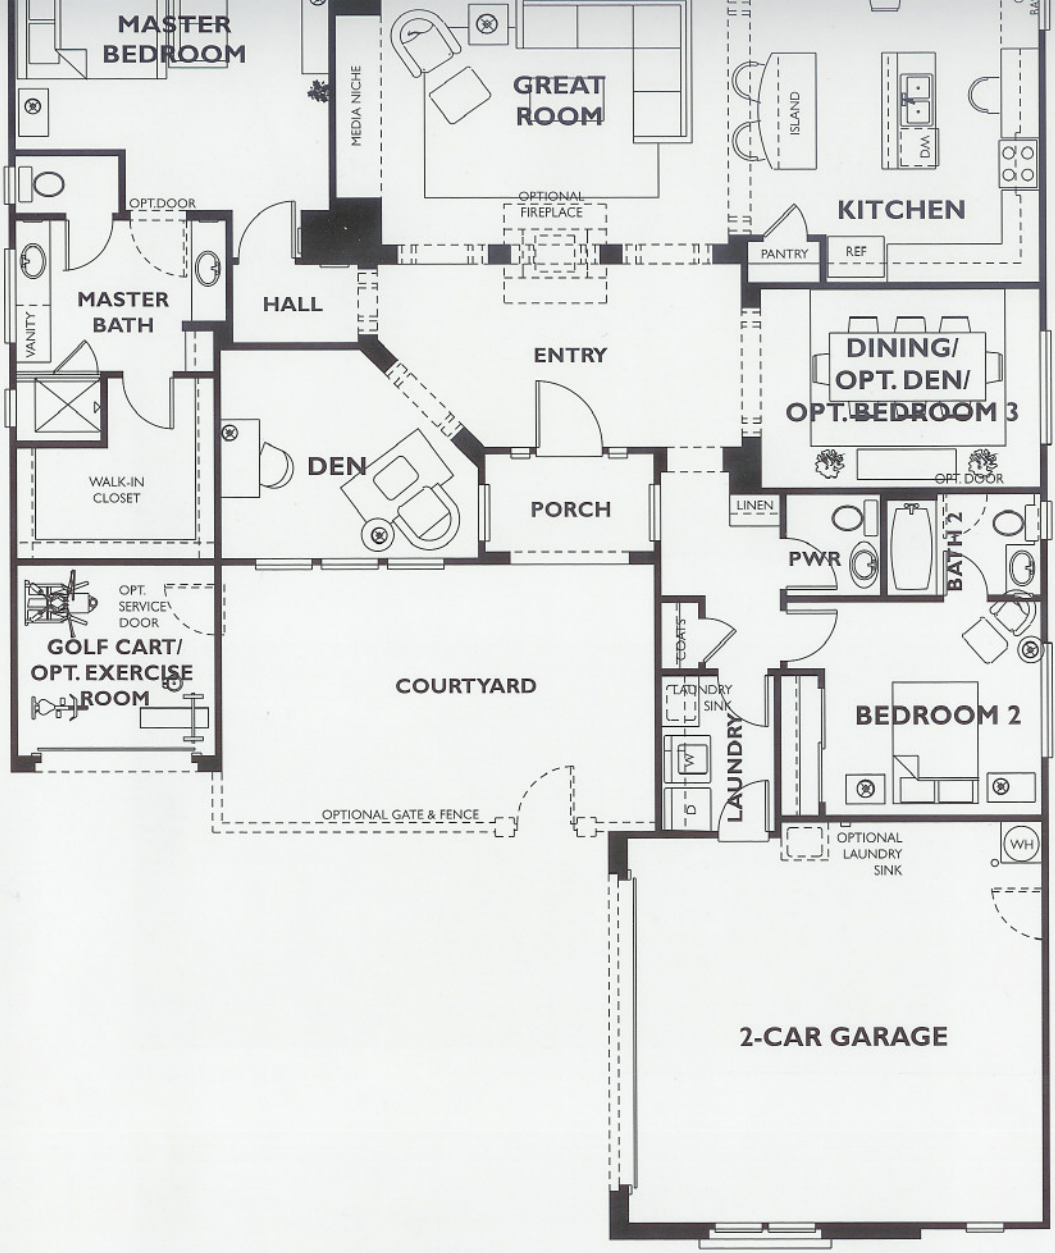 MASTER
BEDROOM
MEDIA NICHE
GREAT
ROOM
ISLAND
DW
OPT.DOOR
OPTIONAL
FIREPLACE
KITCHEN
PANTRY
REF
MASTER
BATH
VANITY
HALL
ENTRY
DINING/
OPT. DEN/
OPT. BEDROOM 3
OPT. DOOR
WALK-IN
CLOSET
DEN
PORCH
LINEN
PWR
BATH 2
OPT.
SERVICE
DOOR
GOLF CART/
OPT. EXERCISE
ROOM
COURTYARD
COATS
LAUNDRY
SINK
W
D
LAUNDRY
BEDROOM 2
OPTIONAL GATE & FENCE
OPTIONAL
LAUNDRY
SINK
WH
2-CAR GARAGE